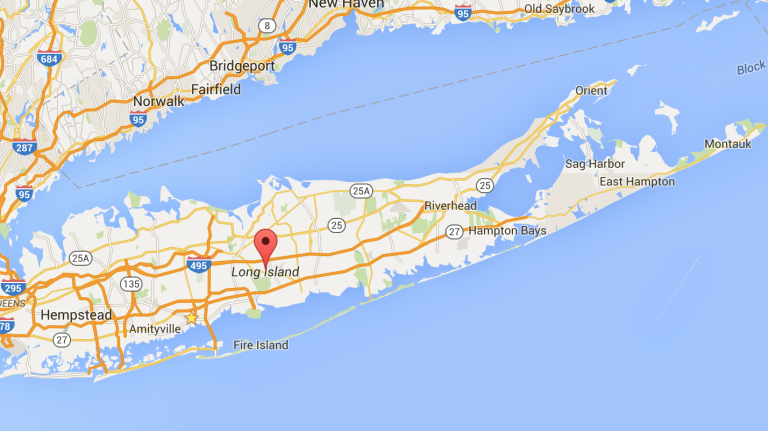 New Haven
Old Saybrook
8
95
95
684
Bridgeport
Fairfield
Norwalk
95
Block
287
Orient
Montauk
95
Sag Harbor
East Hampton
25A
25
Riverhead
25
27
Hampton Bays
25A
495
Long Island
295
135
QUEENS
Hempstead
78
Amityville
27
Fire Island